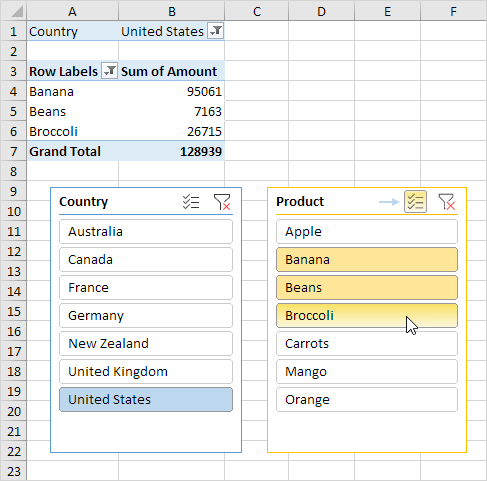 A B C D E F
1 Country United States
2
3 Row Labels Sum of Amount
4 Banana 95061
5 Beans 7163
6 Broccoli 26715
7 Grand Total 128939
8
9 Country Product
10
11 Australia Apple
12 Canada Banana
13 France Beans
14
15 Germany Broccoli
16
17 New Zealand Carrots
18 United Kingdom Mango
19 United States Orange
20
21
22
23